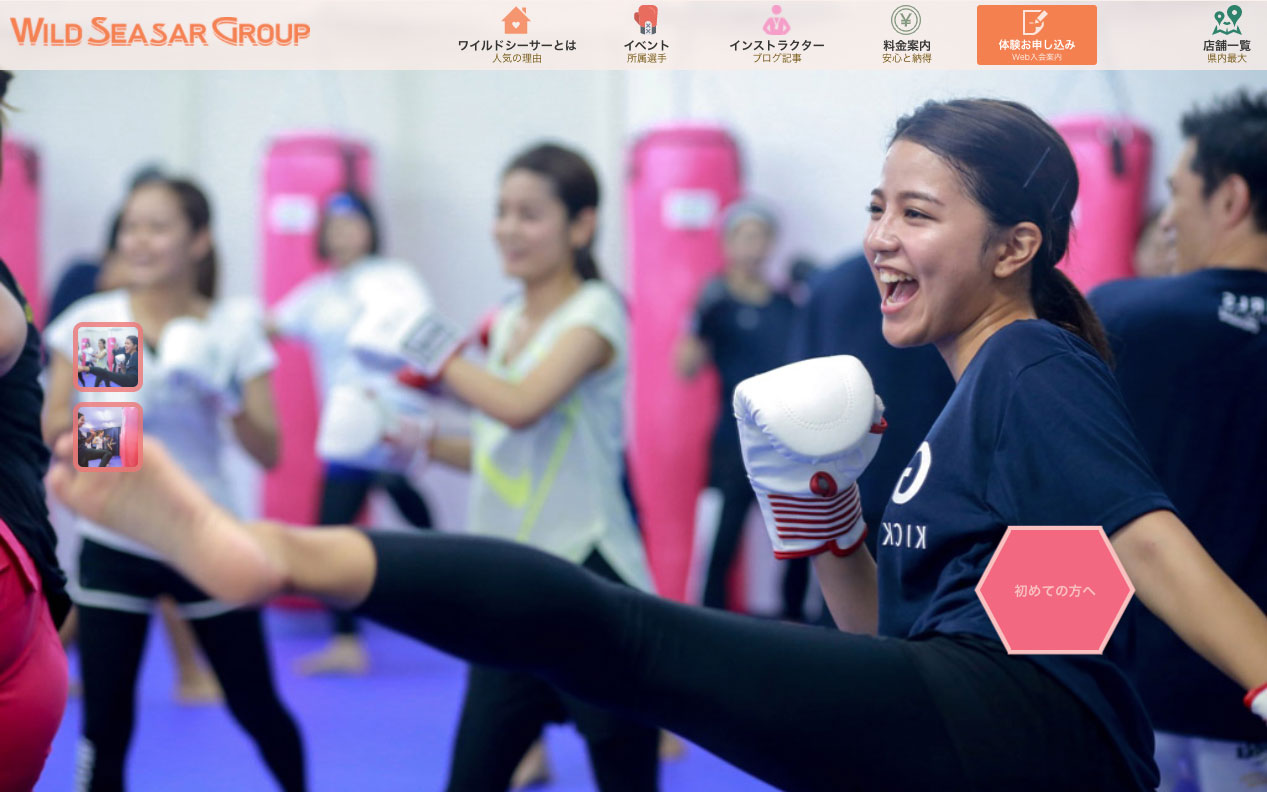 WILD SEASAR GROUP
ワイルドシーサーとは
人気の理由
イベント
所属選手
インストラクター
ブログ記事
料金案内
安心と納得
体験お申し込み
Web入会案内
店舗一覧
県内最大
初めての方へ
G
KICK